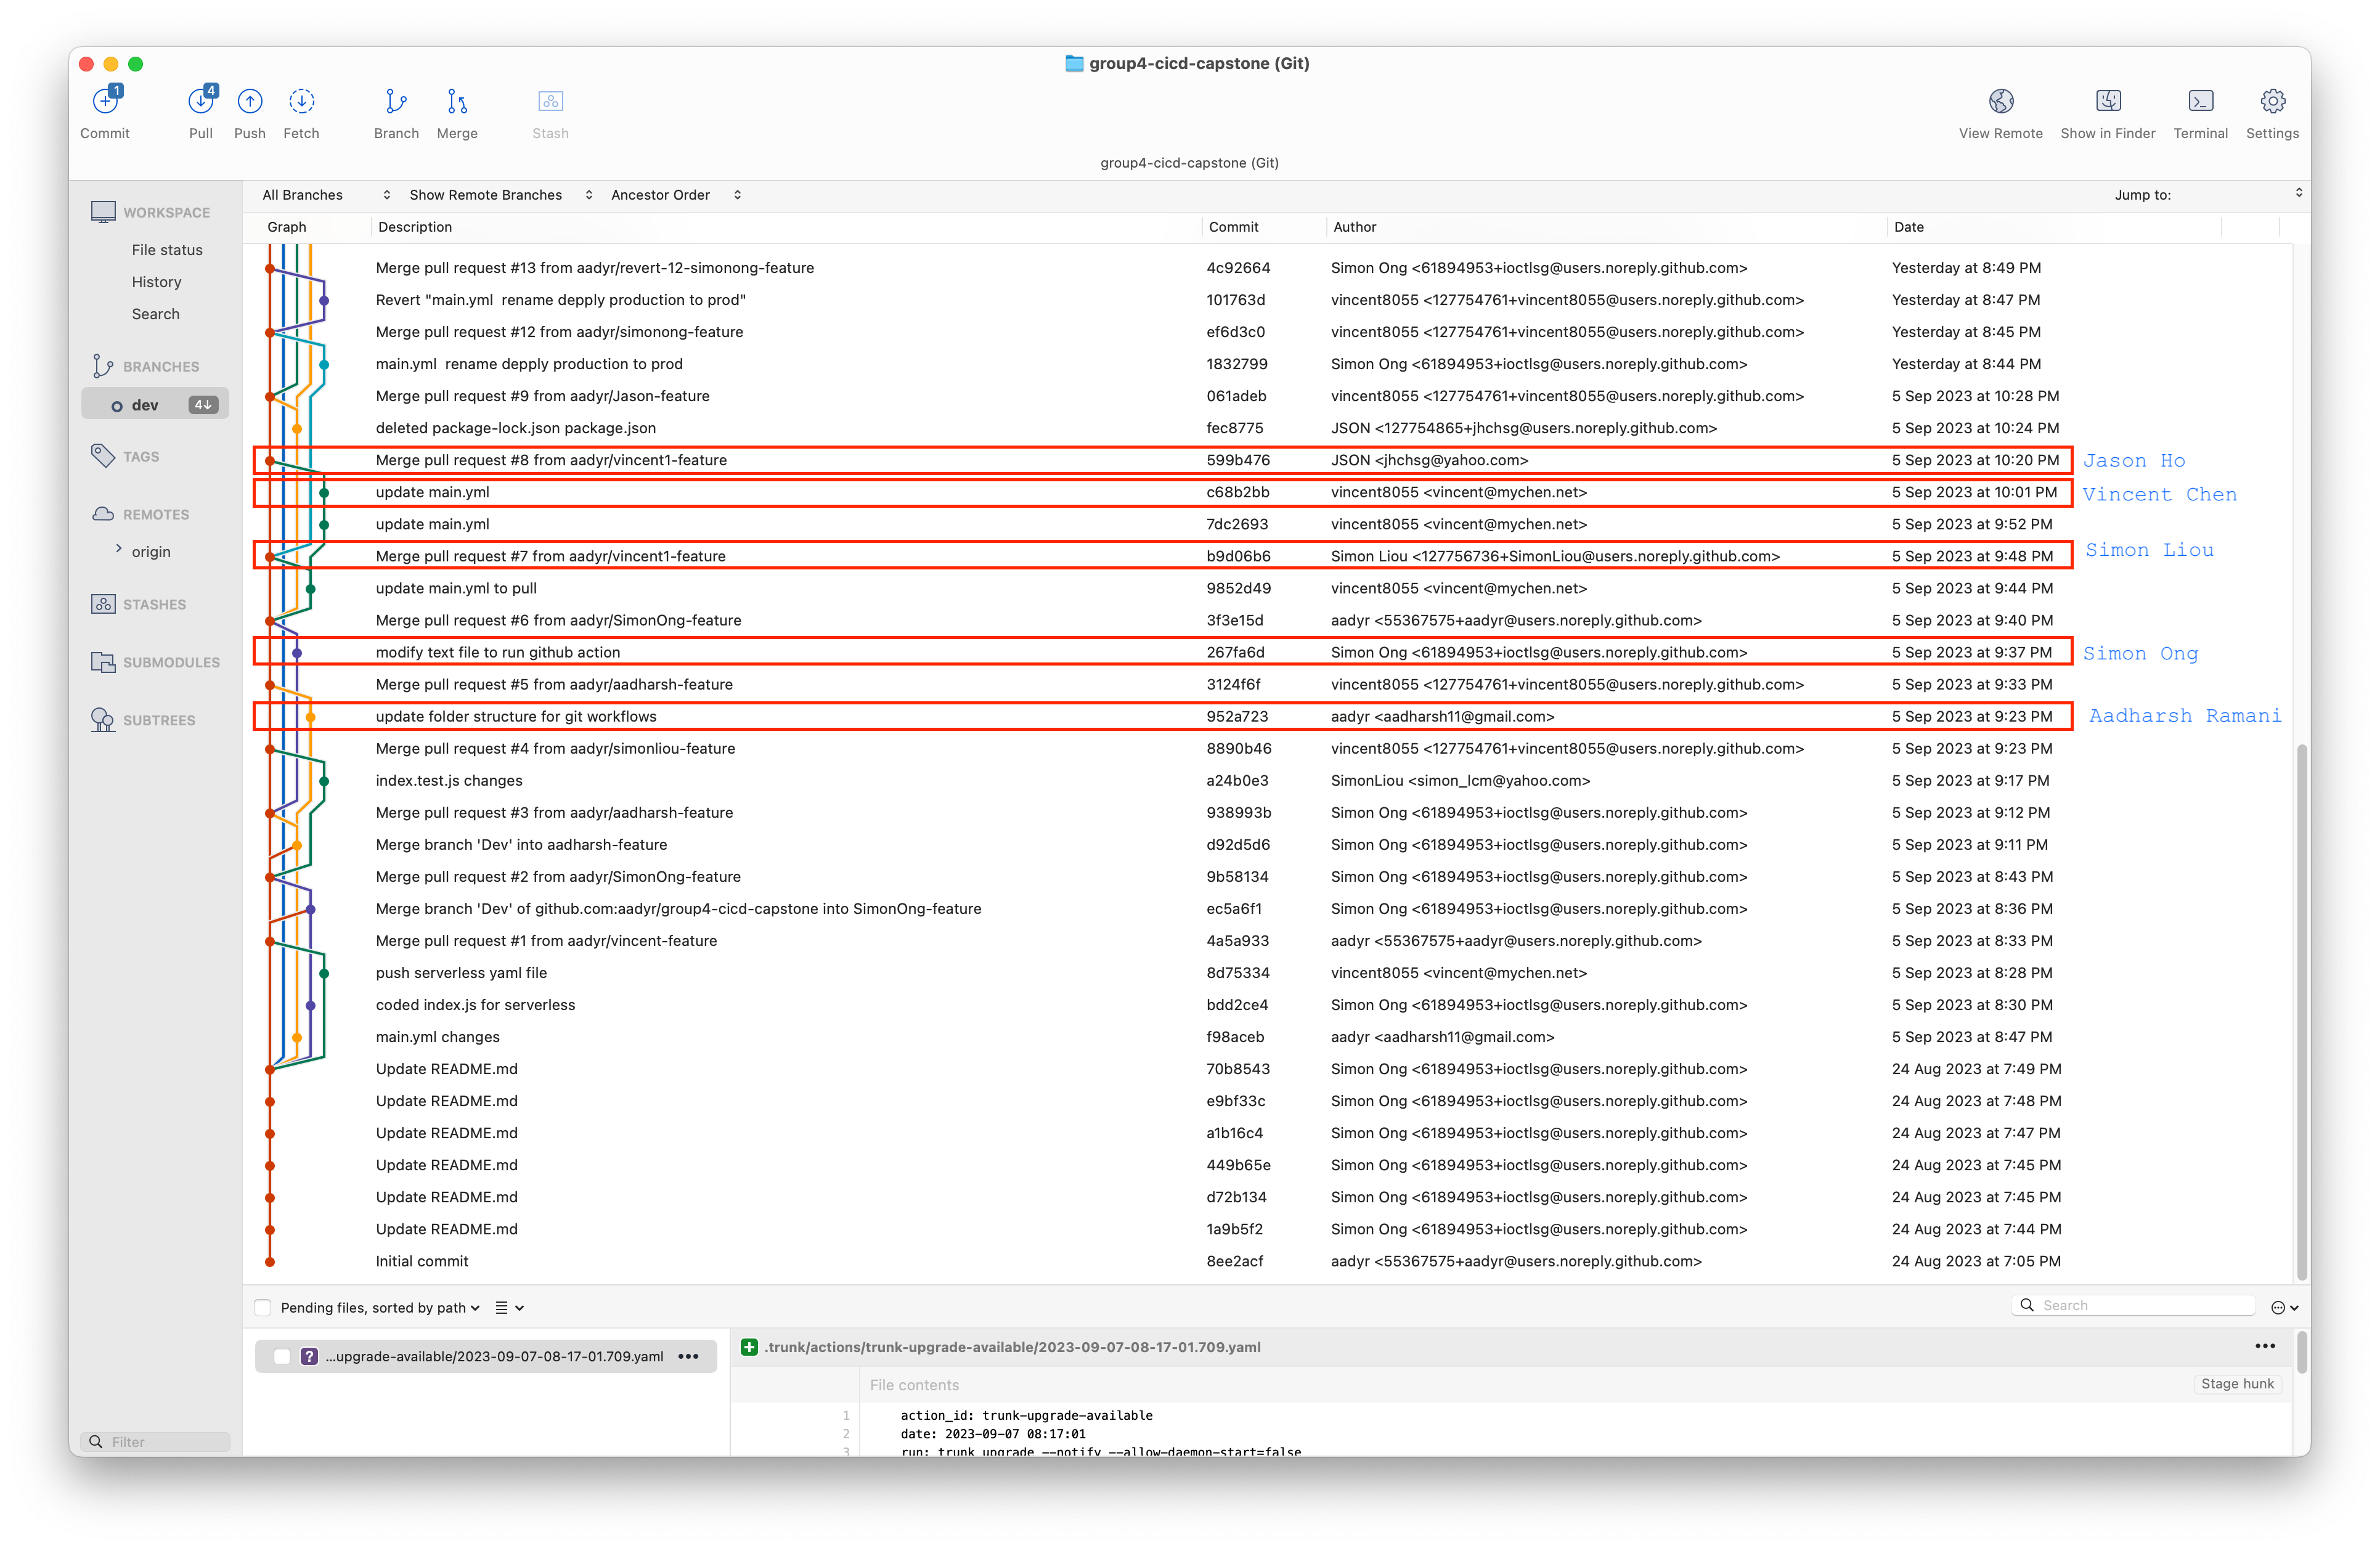 group4-cicd-capstone (Git)
1 4
Commit Pull Push Fetch Branch Merge Stash View Remote Show in Finder Terminal Settings
group4-cicd-capstone (Git)
WORKSPACE
File status
History
Search
BRANCHES
dev 4↓
TAGS
REMOTES
origin
STASHES
SUBMODULES
SUBTREES
Filter
All Branches Show Remote Branches Ancestor Order Jump to:
Graph Description Commit Author Date
Merge pull request #13 from aadyr/revert-12-simonong-feature 4c92664 Simon Ong <61894953+ioctlsg@users.noreply.github.com> Yesterday at 8:49 PM
Revert "main.yml  rename depply production to prod" 101763d vincent8055 <127754761+vincent8055@users.noreply.github.com> Yesterday at 8:47 PM
Merge pull request #12 from aadyr/simonong-feature ef6d3c0 vincent8055 <127754761+vincent8055@users.noreply.github.com> Yesterday at 8:45 PM
main.yml  rename depply production to prod 1832799 Simon Ong <61894953+ioctlsg@users.noreply.github.com> Yesterday at 8:44 PM
Merge pull request #9 from aadyr/Jason-feature 061adeb vincent8055 <127754761+vincent8055@users.noreply.github.com> 5 Sep 2023 at 10:28 PM
deleted package-lock.json package.json fec8775 JSON <127754865+jhchsg@users.noreply.github.com> 5 Sep 2023 at 10:24 PM
Merge pull request #8 from aadyr/vincent1-feature 599b476 JSON <jhchsg@yahoo.com> 5 Sep 2023 at 10:20 PM Jason Ho
update main.yml c68b2bb vincent8055 <vincent@mychen.net> 5 Sep 2023 at 10:01 PM Vincent Chen
update main.yml 7dc2693 vincent8055 <vincent@mychen.net> 5 Sep 2023 at 9:52 PM
Merge pull request #7 from aadyr/vincent1-feature b9d06b6 Simon Liou <127756736+SimonLiou@users.noreply.github.com> 5 Sep 2023 at 9:48 PM Simon Liou
update main.yml to pull 9852d49 vincent8055 <vincent@mychen.net> 5 Sep 2023 at 9:44 PM
Merge pull request #6 from aadyr/SimonOng-feature 3f3e15d aadyr <55367575+aadyr@users.noreply.github.com> 5 Sep 2023 at 9:40 PM
modify text file to run github action 267fa6d Simon Ong <61894953+ioctlsg@users.noreply.github.com> 5 Sep 2023 at 9:37 PM Simon Ong
Merge pull request #5 from aadyr/aadharsh-feature 3124f6f vincent8055 <127754761+vincent8055@users.noreply.github.com> 5 Sep 2023 at 9:33 PM
update folder structure for git workflows 952a723 aadyr <aadharsh11@gmail.com> 5 Sep 2023 at 9:23 PM Aadharsh Ramani
Merge pull request #4 from aadyr/simonliou-feature 8890b46 vincent8055 <127754761+vincent8055@users.noreply.github.com> 5 Sep 2023 at 9:23 PM
index.test.js changes a24b0e3 SimonLiou <simon_lcm@yahoo.com> 5 Sep 2023 at 9:17 PM
Merge pull request #3 from aadyr/aadharsh-feature 938993b Simon Ong <61894953+ioctlsg@users.noreply.github.com> 5 Sep 2023 at 9:12 PM
Merge branch 'Dev' into aadharsh-feature d92d5d6 Simon Ong <61894953+ioctlsg@users.noreply.github.com> 5 Sep 2023 at 9:11 PM
Merge pull request #2 from aadyr/SimonOng-feature 9b58134 Simon Ong <61894953+ioctlsg@users.noreply.github.com> 5 Sep 2023 at 8:43 PM
Merge branch 'Dev' of github.com:aadyr/group4-cicd-capstone into SimonOng-feature ec5a6f1 Simon Ong <61894953+ioctlsg@users.noreply.github.com> 5 Sep 2023 at 8:36 PM
Merge pull request #1 from aadyr/vincent-feature 4a5a933 aadyr <55367575+aadyr@users.noreply.github.com> 5 Sep 2023 at 8:33 PM
push serverless yaml file 8d75334 vincent8055 <vincent@mychen.net> 5 Sep 2023 at 8:28 PM
coded index.js for serverless bdd2ce4 Simon Ong <61894953+ioctlsg@users.noreply.github.com> 5 Sep 2023 at 8:30 PM
main.yml changes f98aceb aadyr <aadharsh11@gmail.com> 5 Sep 2023 at 8:47 PM
Update README.md 70b8543 Simon Ong <61894953+ioctlsg@users.noreply.github.com> 24 Aug 2023 at 7:49 PM
Update README.md e9bf33c Simon Ong <61894953+ioctlsg@users.noreply.github.com> 24 Aug 2023 at 7:48 PM
Update README.md a1b16c4 Simon Ong <61894953+ioctlsg@users.noreply.github.com> 24 Aug 2023 at 7:47 PM
Update README.md 449b65e Simon Ong <61894953+ioctlsg@users.noreply.github.com> 24 Aug 2023 at 7:45 PM
Update README.md d72b134 Simon Ong <61894953+ioctlsg@users.noreply.github.com> 24 Aug 2023 at 7:45 PM
Update README.md 1a9b5f2 Simon Ong <61894953+ioctlsg@users.noreply.github.com> 24 Aug 2023 at 7:44 PM
Initial commit 8ee2acf aadyr <55367575+aadyr@users.noreply.github.com> 24 Aug 2023 at 7:05 PM
Pending files, sorted by path Search
? ...upgrade-available/2023-09-07-08-17-01.709.yaml •••
.trunk/actions/trunk-upgrade-available/2023-09-07-08-17-01.709.yaml •••
File contents Stage hunk
1 action_id: trunk-upgrade-available
2 date: 2023-09-07 08:17:01
3 run: trunk upgrade --notify --allow-daemon-start=false